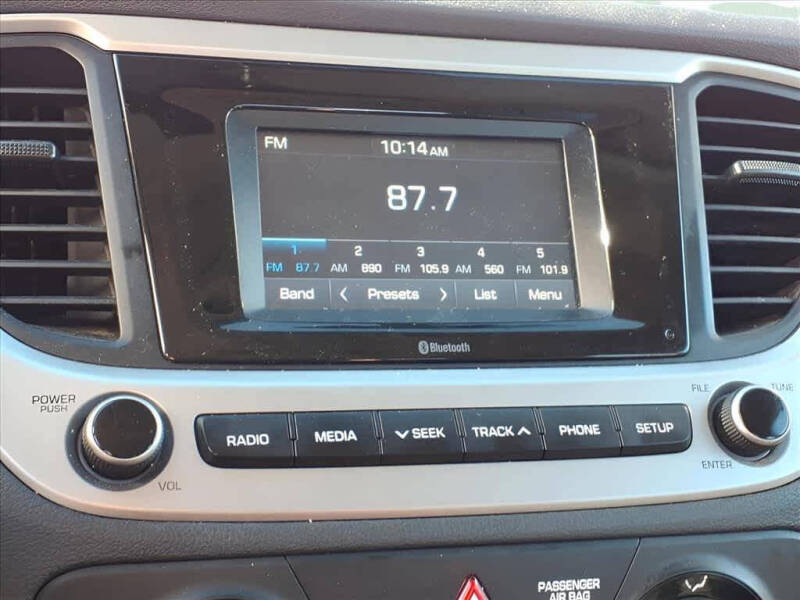 FM 10:14 AM
87.7
1 2 3 4 5
FM 87.7 AM 890 FM 105.9 AM 560 FM 101.9
Band < Presets > List Menu
Bluetooth
POWER
PUSH
VOL
RADIO MEDIA SEEK TRACK PHONE SETUP
FILE TUNE
ENTER
PASSENGER
AIR BAG